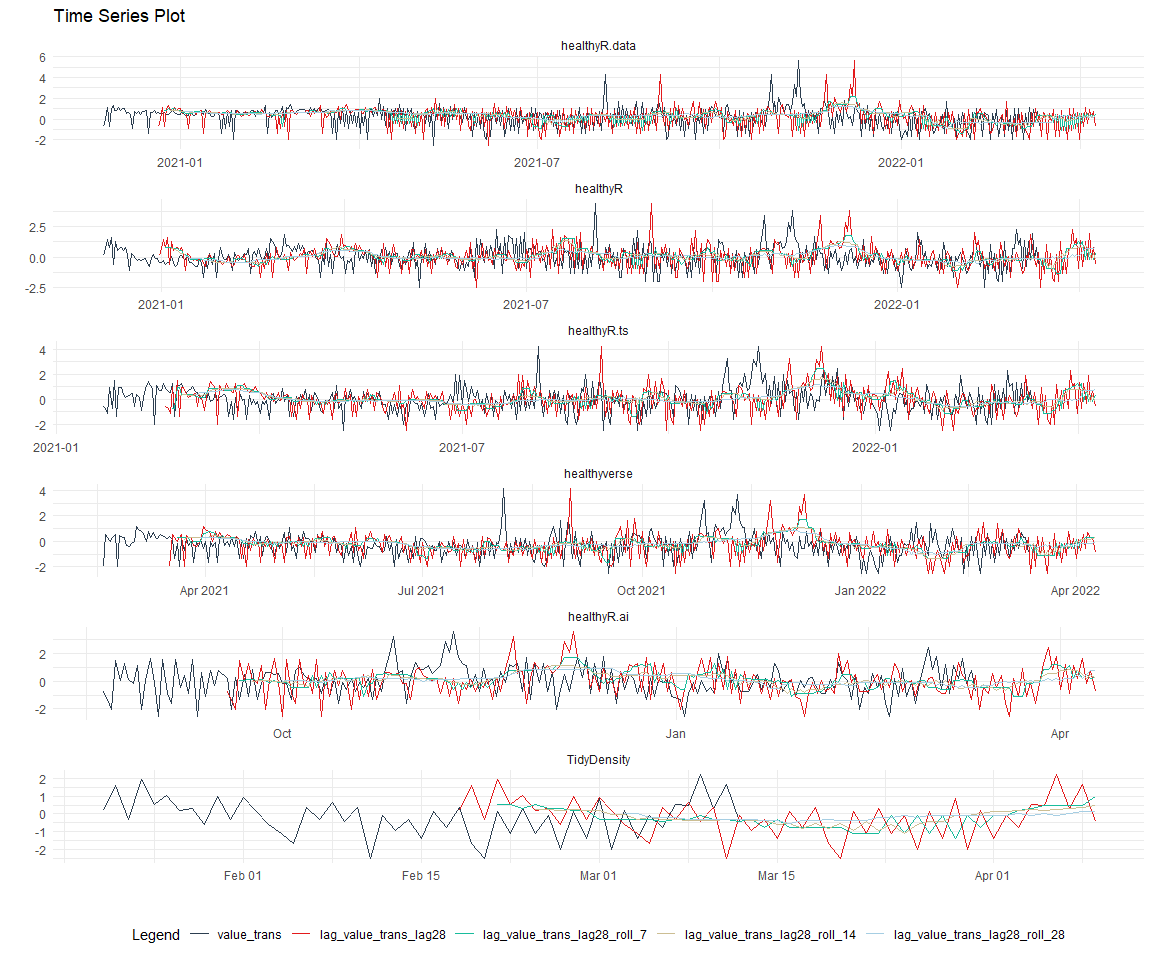 Time Series Plot
healthyR.data
6
4
2
0
-2
2021-01 2021-07 2022-01
healthyR
2.5
0.0
-2.5
2021-01 2021-07 2022-01
healthyR.ts
4
2
0
-2
2021-01 2021-07 2022-01
healthyverse
4
2
0
-2
Apr 2021 Jul 2021 Oct 2021 Jan 2022 Apr 2022
healthyR.ai
2
0
-2
Oct Jan Apr
TidyDensity
2
1
0
-1
-2
Feb 01 Feb 15 Mar 01 Mar 15 Apr 01
Legend value_trans lag_value_trans_lag28 lag_value_trans_lag28_roll_7 lag_value_trans_lag28_roll_14 lag_value_trans_lag28_roll_28